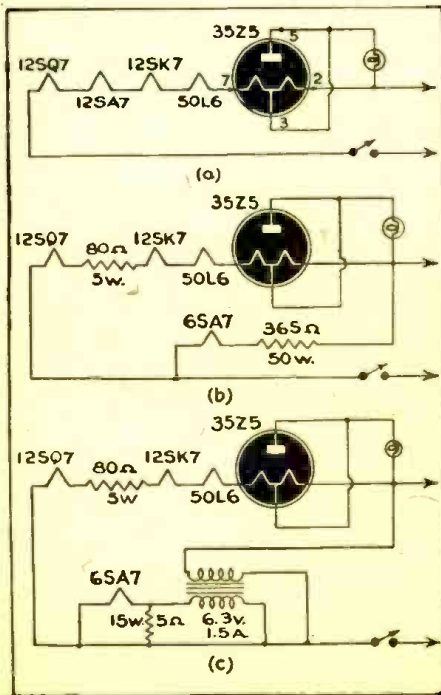 35Z5
5
12SQ7
12SK7
7
2
12SA7
50L6
3
(a)
35Z5
12SQ7
80Ω
12SK7
5W.
50L6
6SA7
365Ω
50W.
(b)
35Z5
12SQ7
80Ω
12SK7
5W
50L6
6SA7
15W.
5Ω
6.3V.
1.5A.
(c)